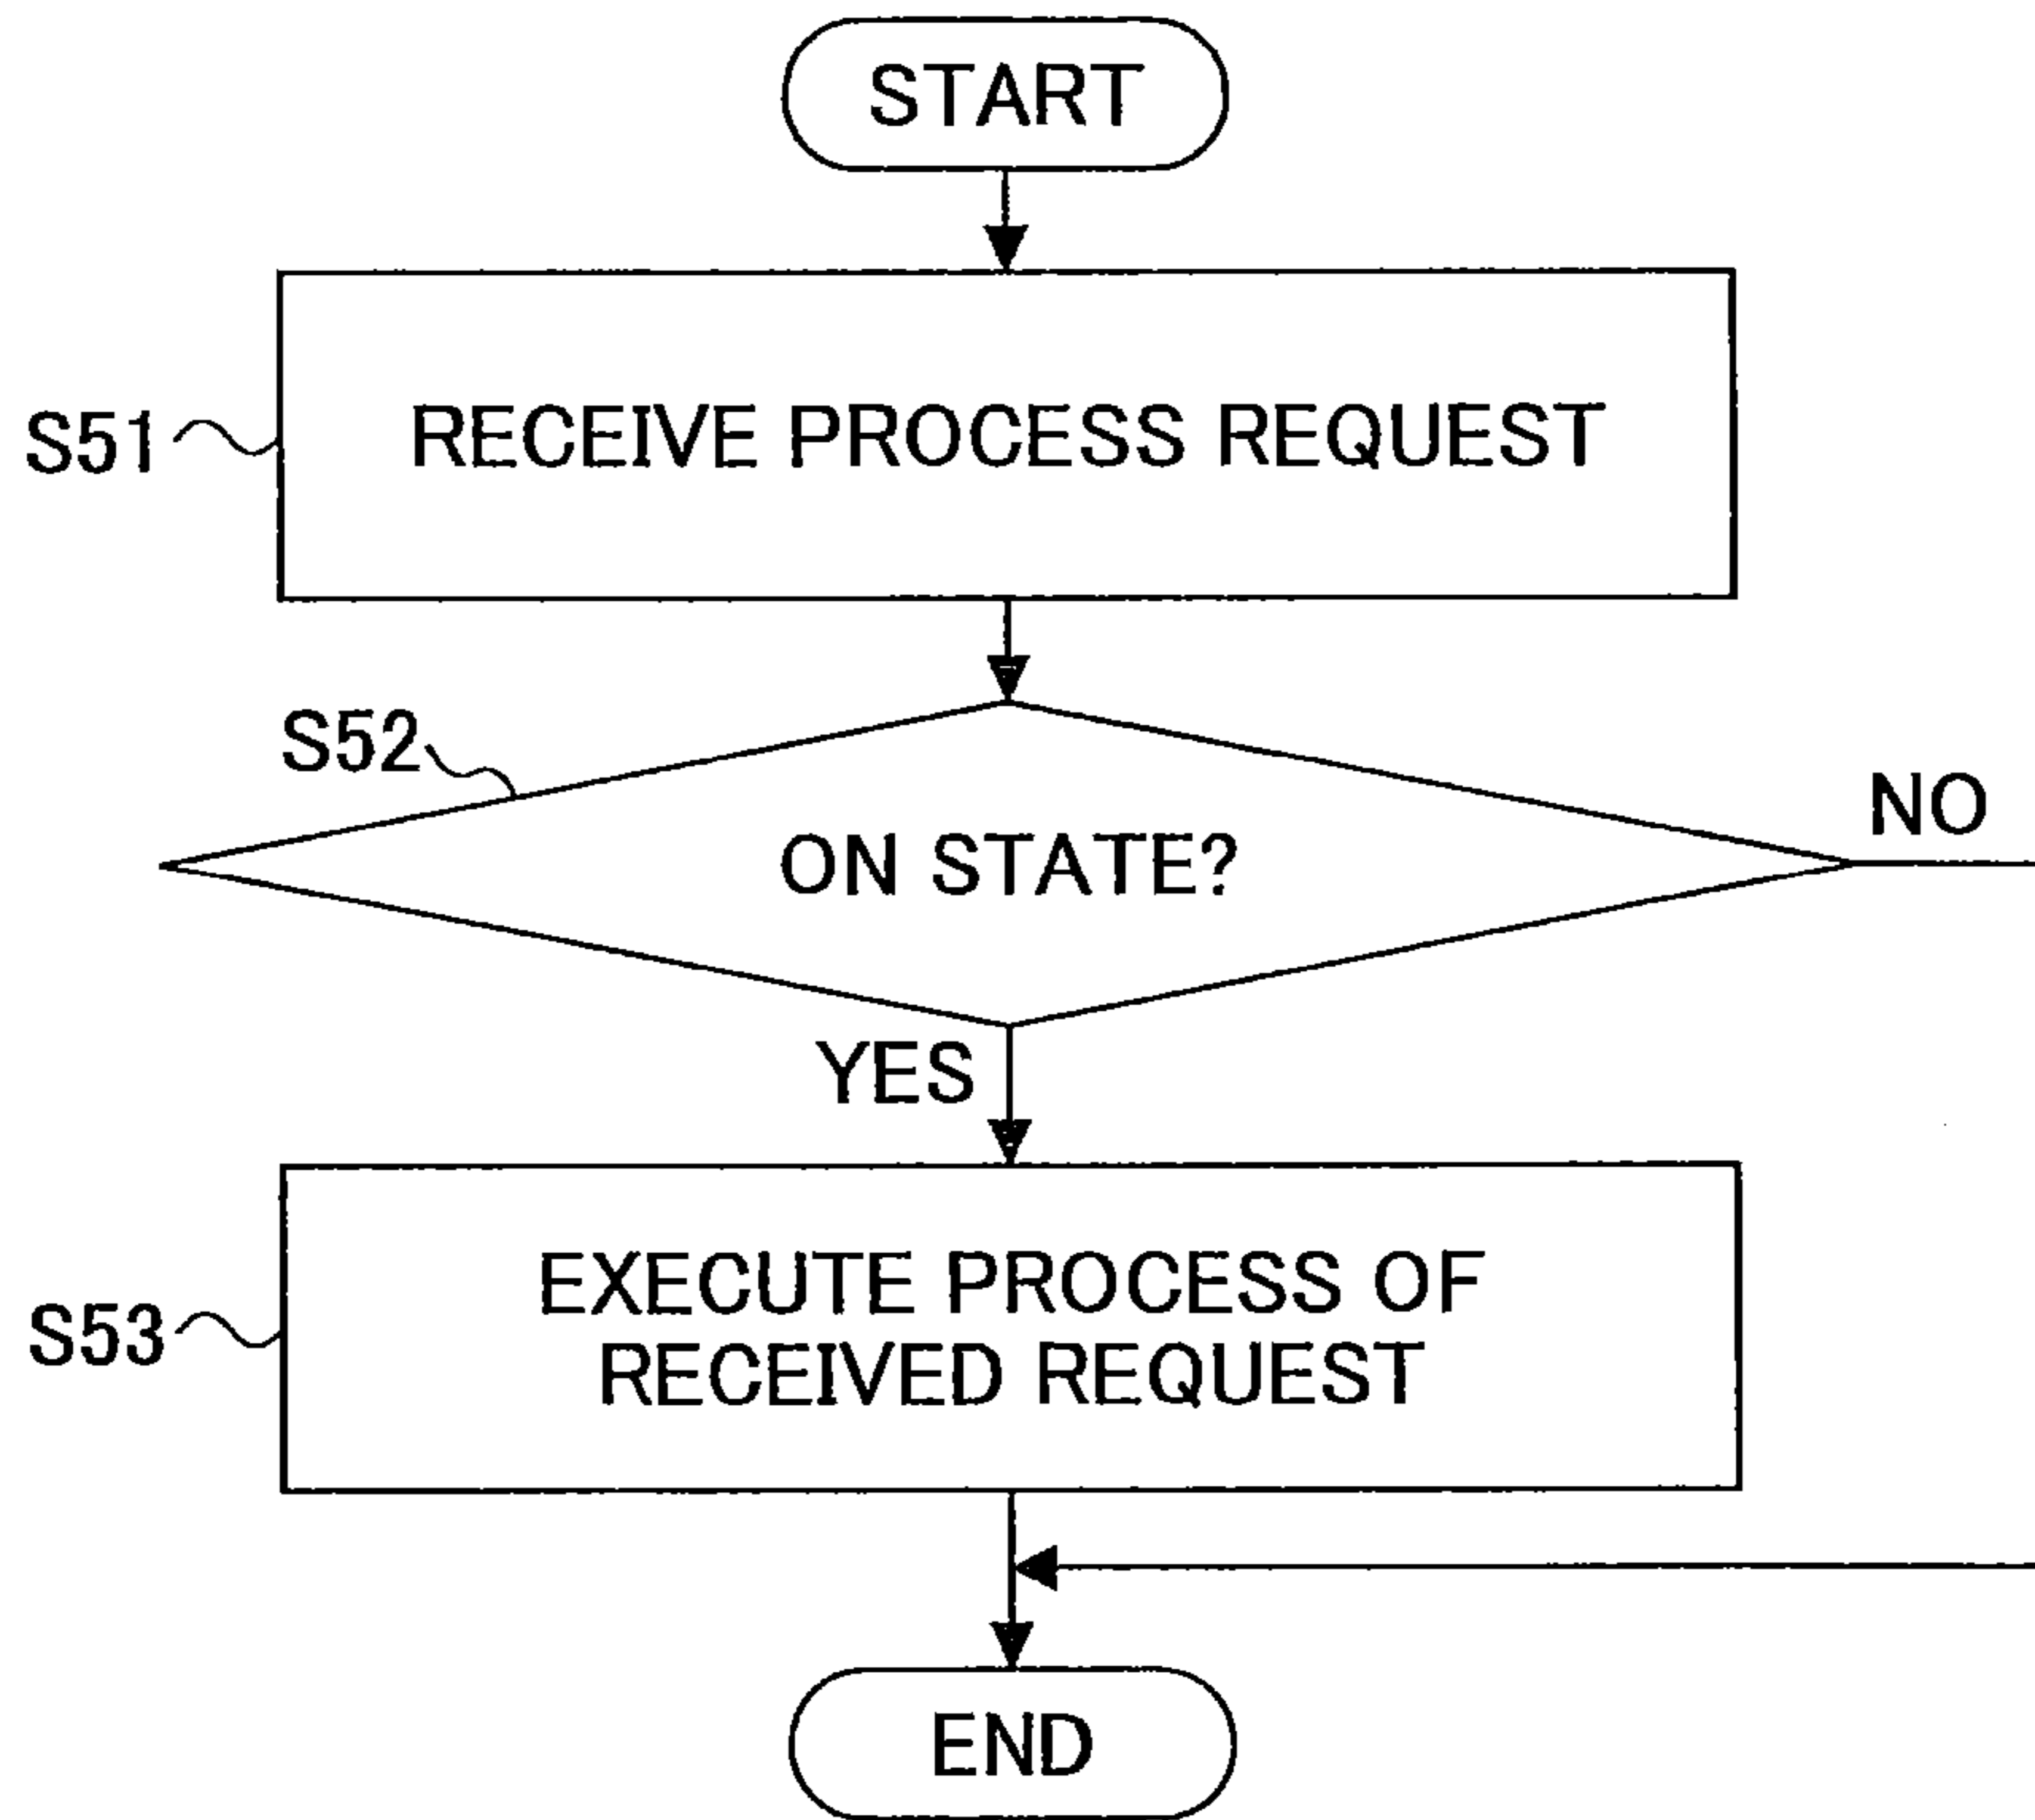 START
S51
RECEIVE PROCESS REQUEST
S52
ON STATE?
NO
YES
S53
EXECUTE PROCESS OF
RECEIVED REQUEST
END